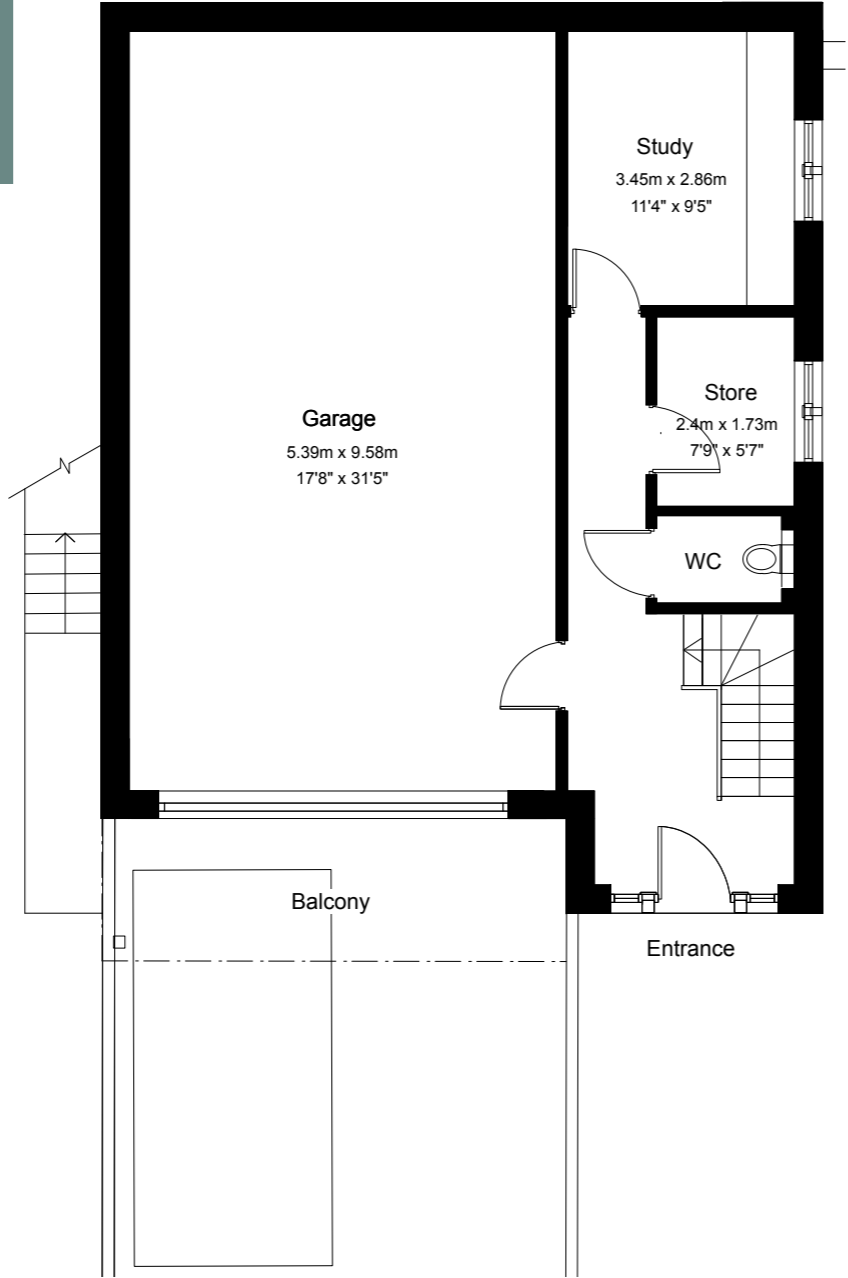 Study
3.45m x 2.86m
11'4" x 9'5"
Store
2.4m x 1.73m
7'9" x 5'7"
Garage
5.39m x 9.58m
17'8" x 31'5"
WC
Balcony
Entrance